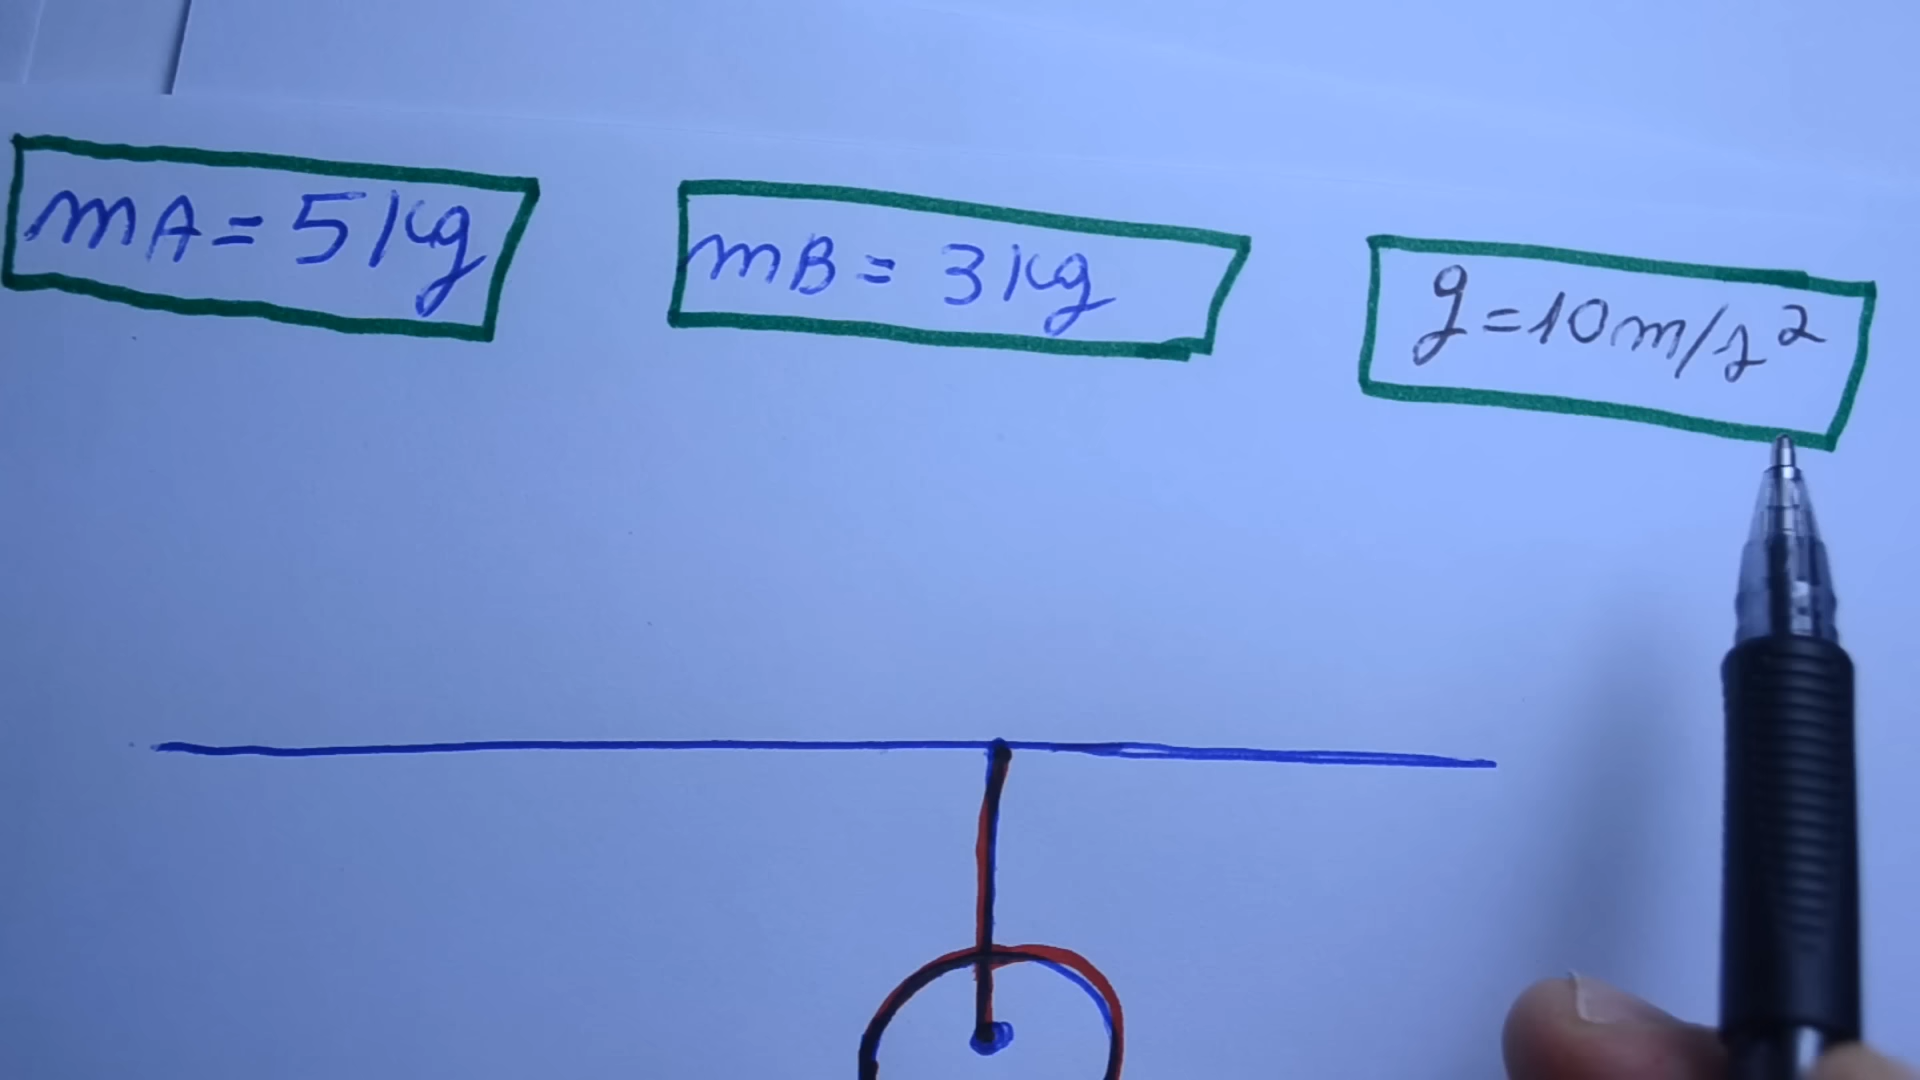 mA = 5kg
mB = 3kg
g = 10m/s²